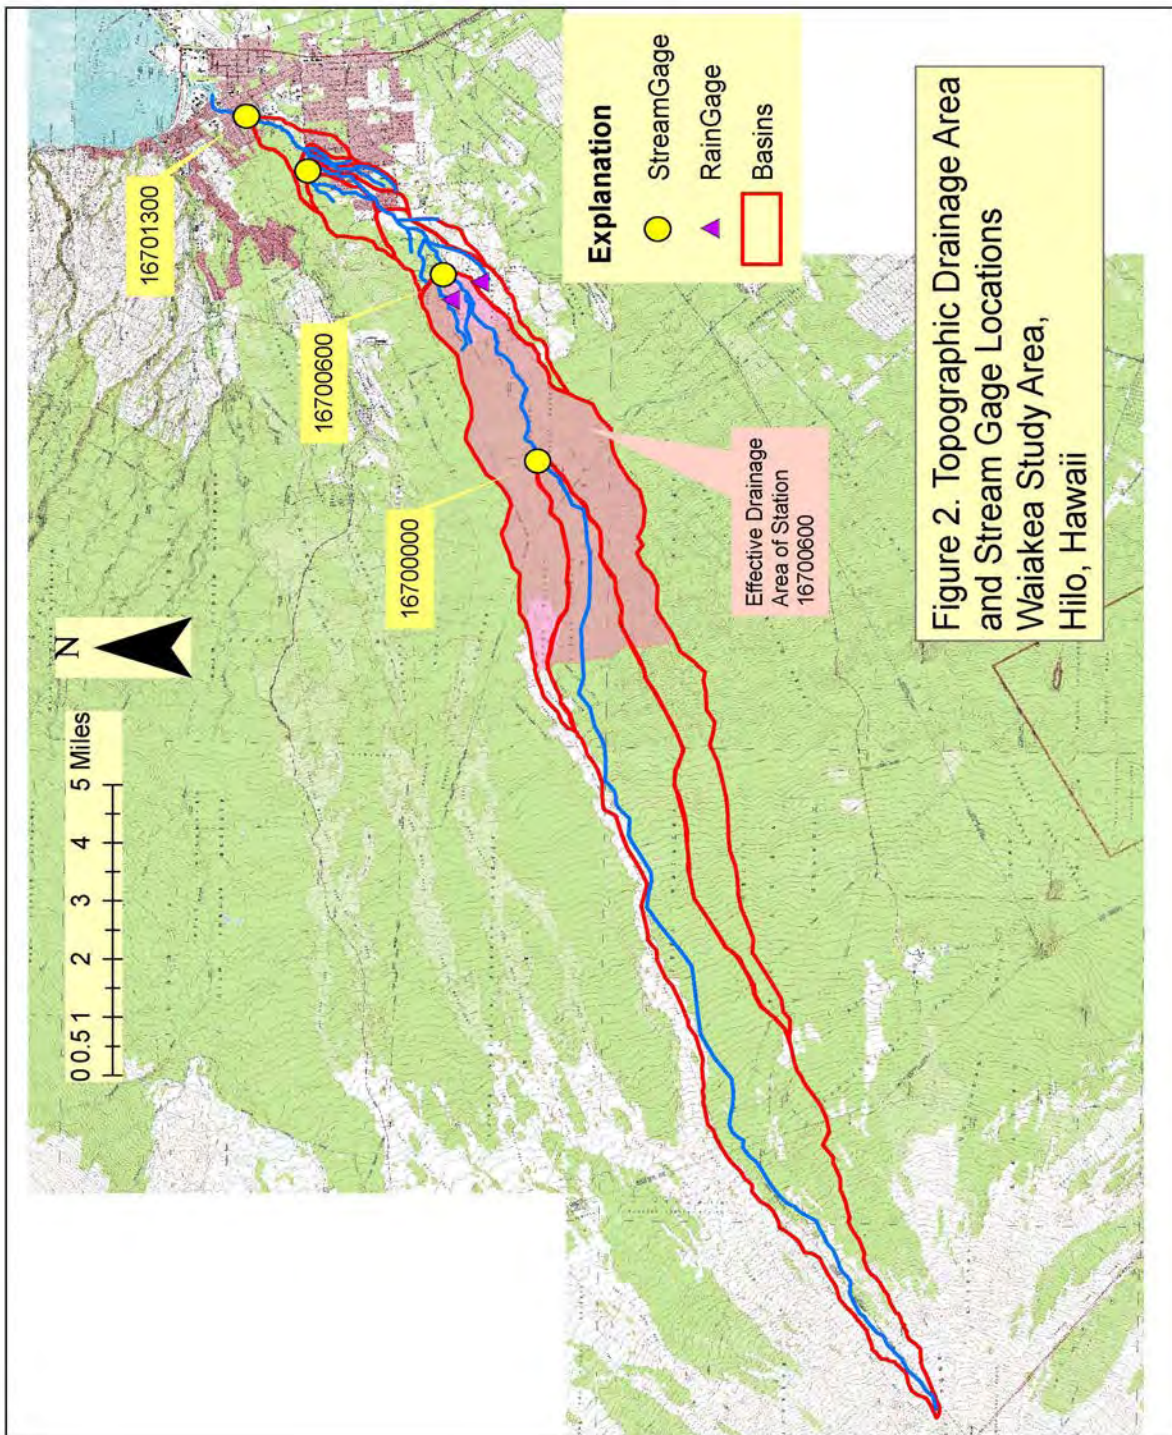 N
0 0.5 1 2 3 4 5 Miles
16701300
16700600
16700000
Effective Drainage
Area of Station
16700600
Explanation
StreamGage
RainGage
Basins
Figure 2. Topographic Drainage Area
and Stream Gage Locations
Waiakea Study Area,
Hilo, Hawaii